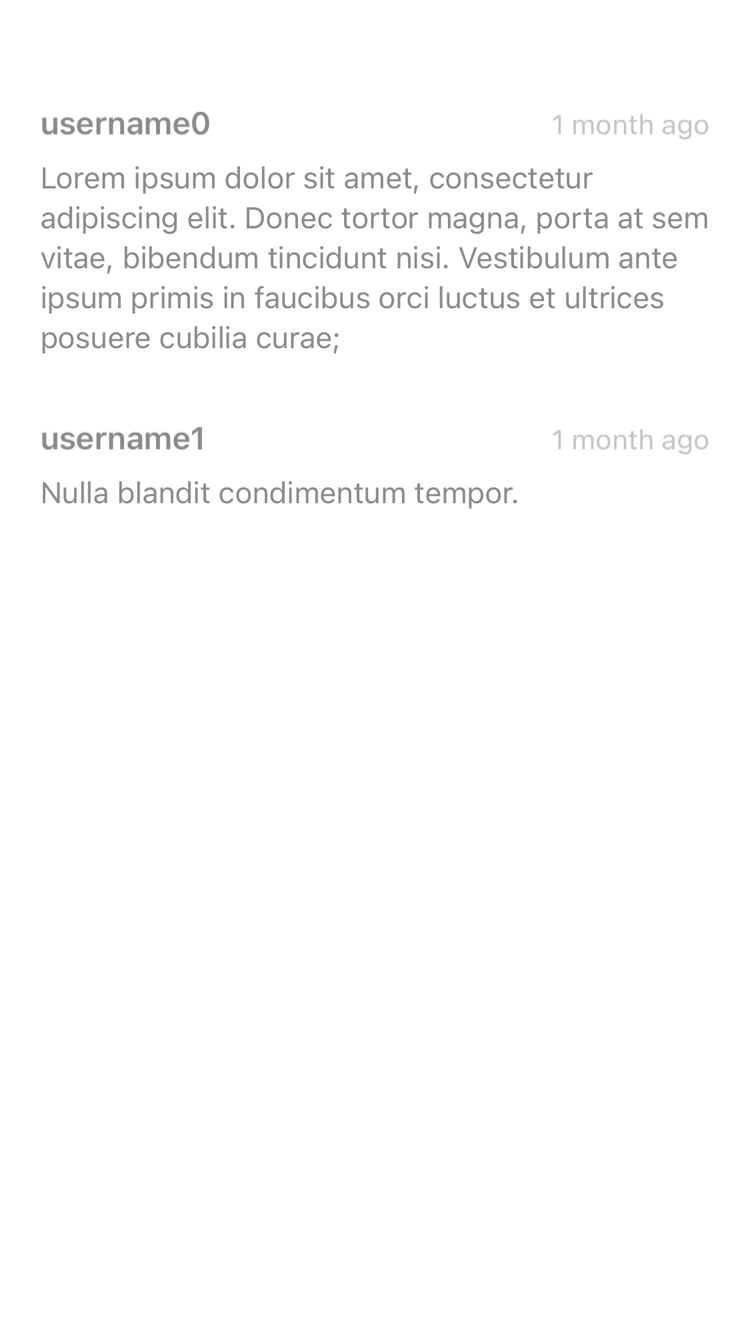 username0 1 month ago
Lorem ipsum dolor sit amet, consectetur
adipiscing elit. Donec tortor magna, porta at sem
vitae, bibendum tincidunt nisi. Vestibulum ante
ipsum primis in faucibus orci luctus et ultrices
posuere cubilia curae;
username1 1 month ago
Nulla blandit condimentum tempor.